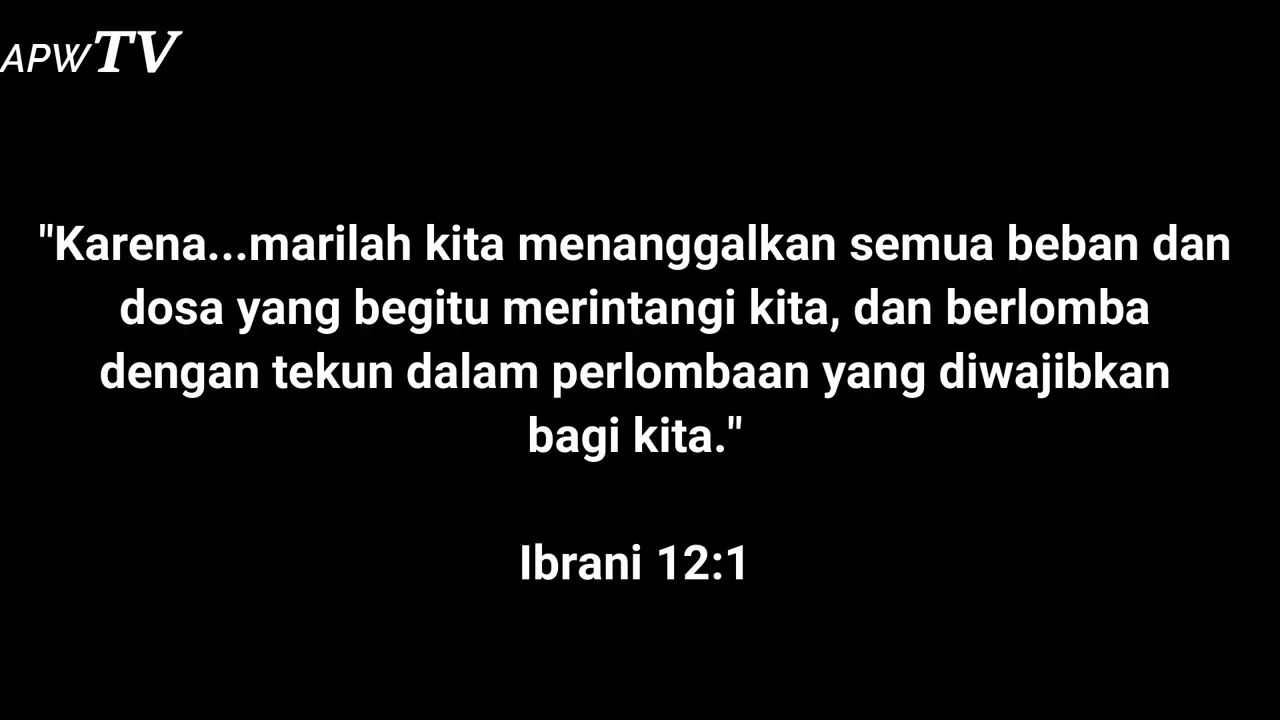 APWTV
"Karena...marilah kita menanggalkan semua beban dan
dosa yang begitu merintangi kita, dan berlomba
dengan tekun dalam perlombaan yang diwajibkan
bagi kita."
Ibrani 12:1